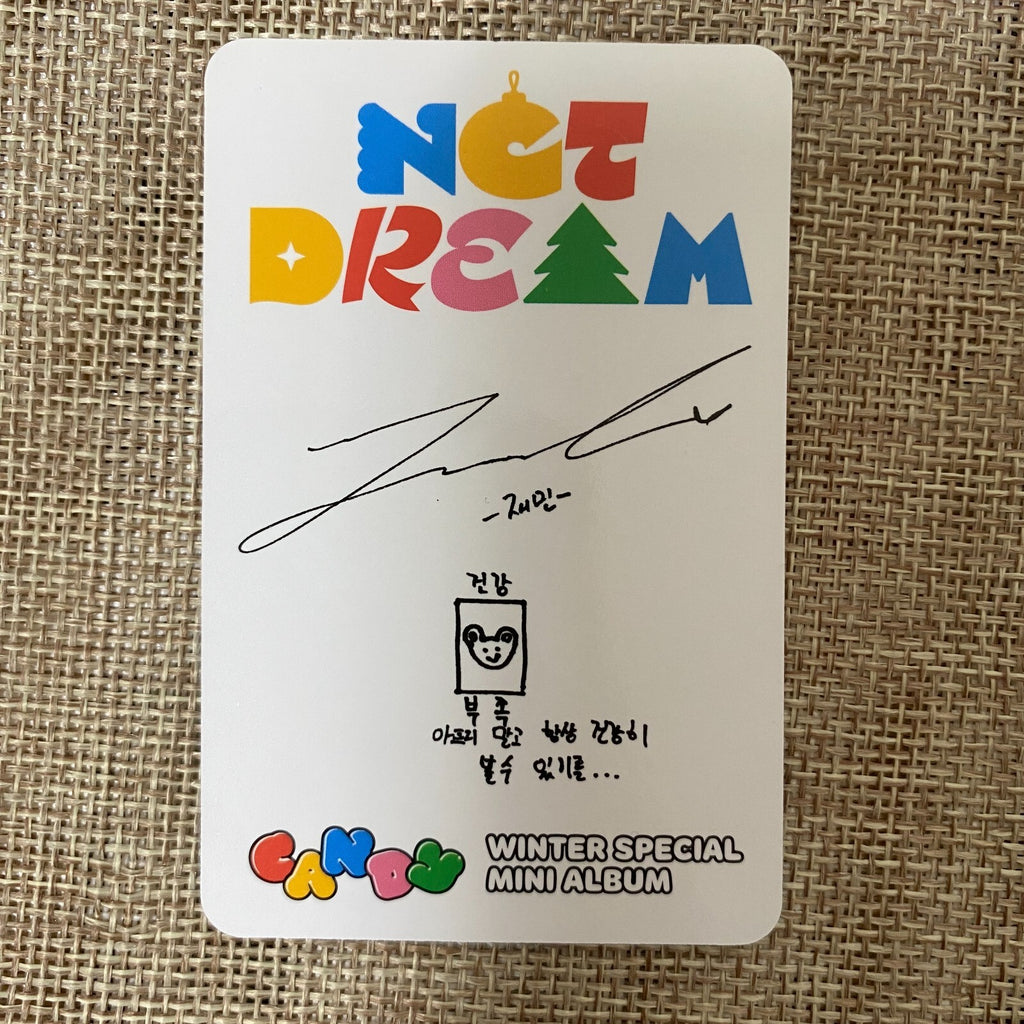 NCT
DREAM
-재민-
건강
부 족
아프지 말고 항상 건강히
볼수 있기를...
CANDY
WINTER SPECIAL
MINI ALBUM